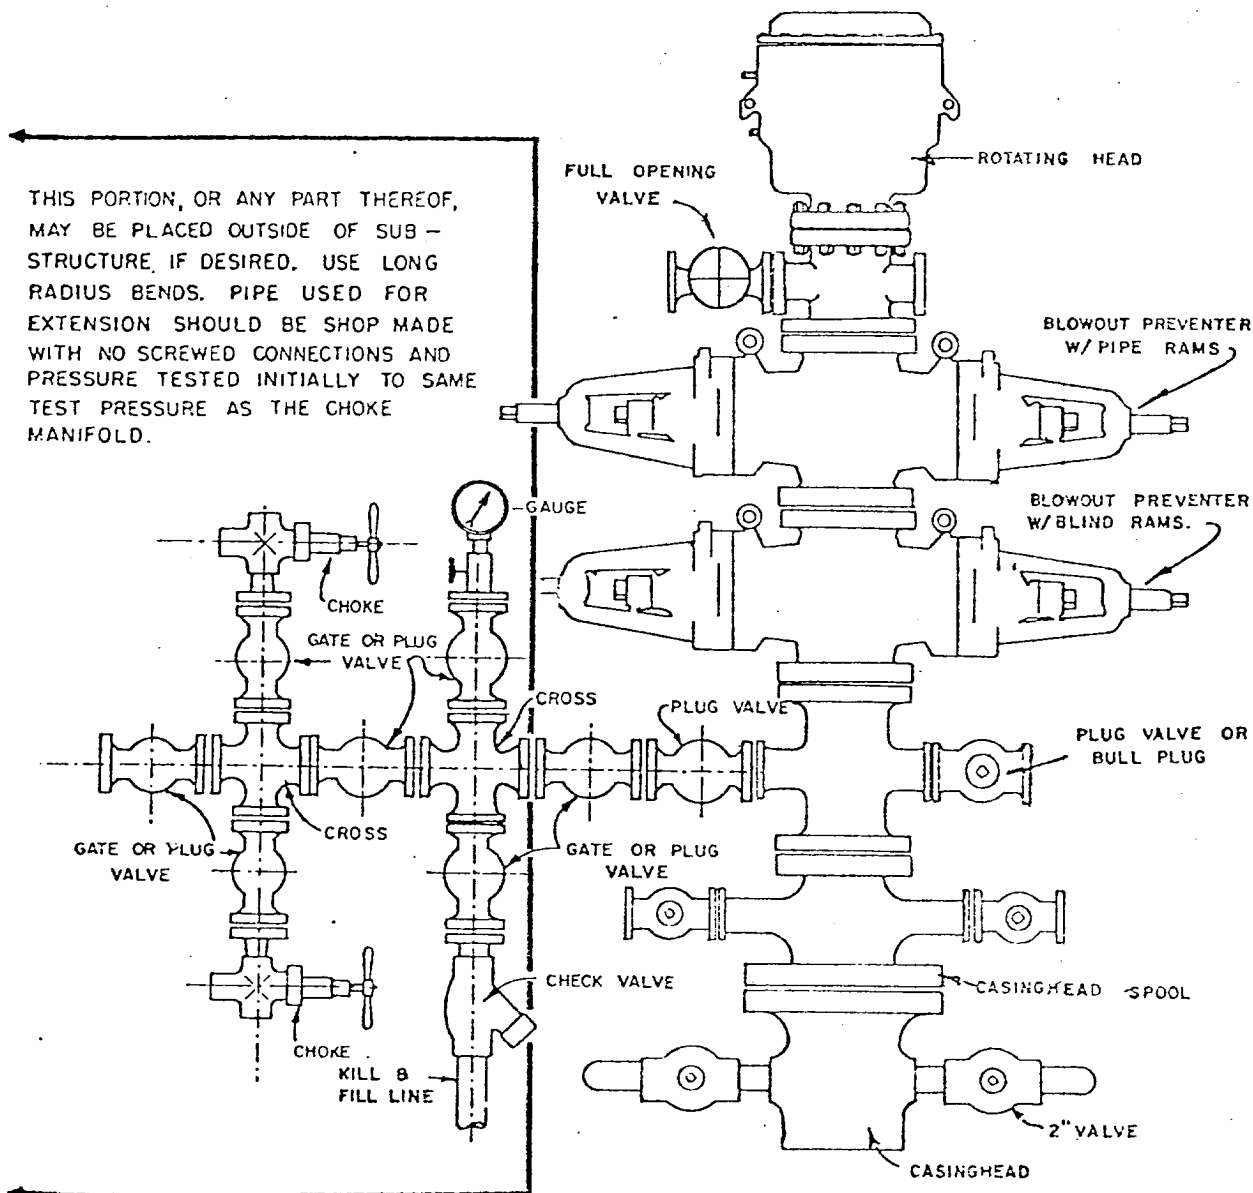 ROTATING HEAD
FULL OPENING
VALVE
THIS PORTION, OR ANY PART THEREOF,
MAY BE PLACED OUTSIDE OF SUB-
STRUCTURE IF DESIRED. USE LONG
RADIUS BENDS. PIPE USED FOR
EXTENSION SHOULD BE SHOP MADE
WITH NO SCREWED CONNECTIONS AND
PRESSURE TESTED INITIALLY TO SAME
TEST PRESSURE AS THE CHOKE
MANIFOLD.
BLOWOUT PREVENTER
W/ PIPE RAMS
BLOWOUT PREVENTER
W/ BLIND RAMS.
GAUGE
CHOKE
GATE OR PLUG
VALVE
CROSS
PLUG VALVE
PLUG VALVE OR
BULL PLUG
CROSS
GATE OR PLUG
VALVE
GATE OR PLUG
VALVE
CHECK VALVE
CASINGHEAD SPOOL
CHOKE
KILL &
FILL LINE
2" VALVE
CASINGHEAD